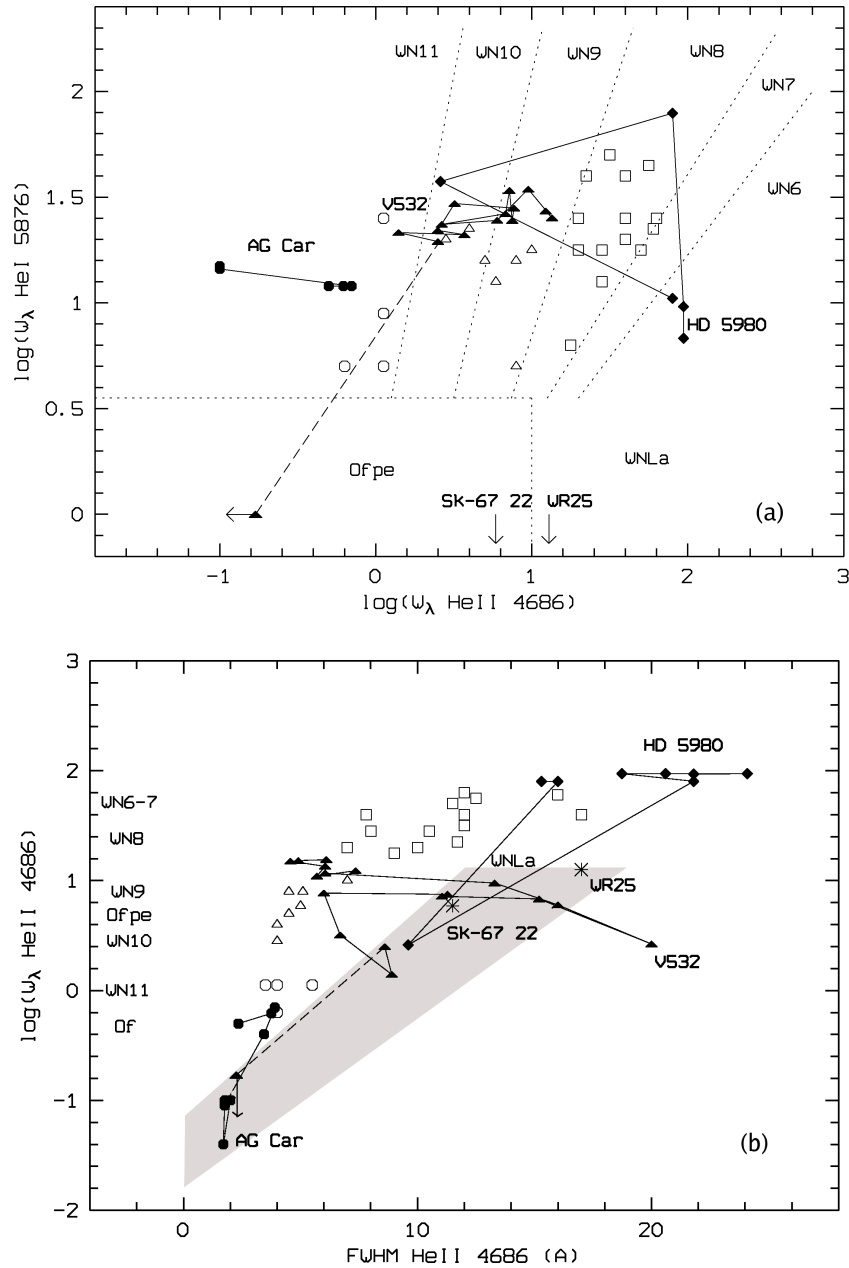 WN11 WN10 WN9 WN8
WN7
WN6
V532
AG Car
HD 5980
Ofpe
WNLa
SK-67 22 WR25
(a)
2
1.5
1
0.5
0
log(Wλ HeI 5876)
-1 0 1 2 3
log(Wλ HeII 4686)
3
2
1
0
-1
-2
log(Wλ HeII 4686)
HD 5980
WN6-7
WN8
WN9
Ofpe
WN10
WN11
Of
WNLa
WR25
SK-67 22
V532
AG Car
(b)
0 10 20
FWHM HeII 4686 (A)